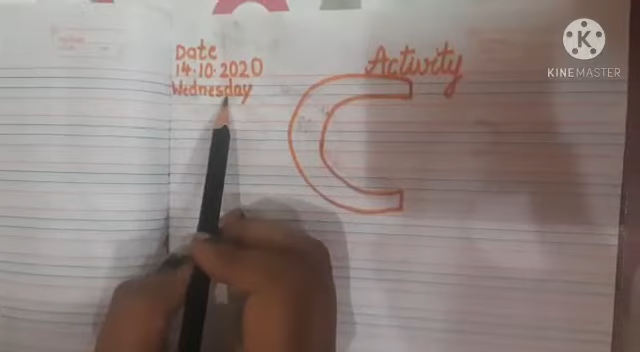 Date
14.10.2020
Wednesday
Activity
C
K
KINEMASTER